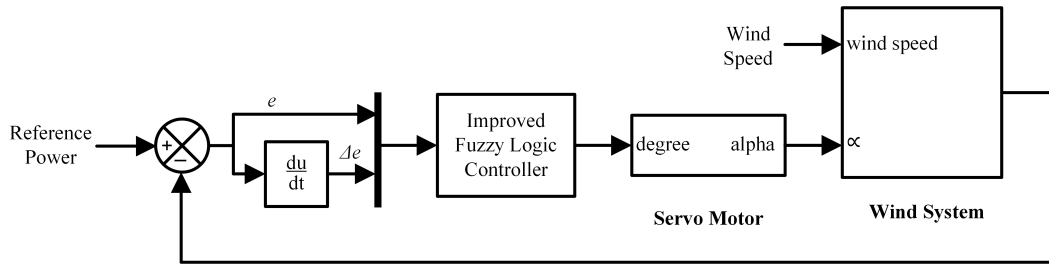 Reference
Power
+
−
e
du
dt
Δe
Improved
Fuzzy Logic
Controller
degree
alpha
Servo Motor
Wind
Speed
wind speed
∝
Wind System